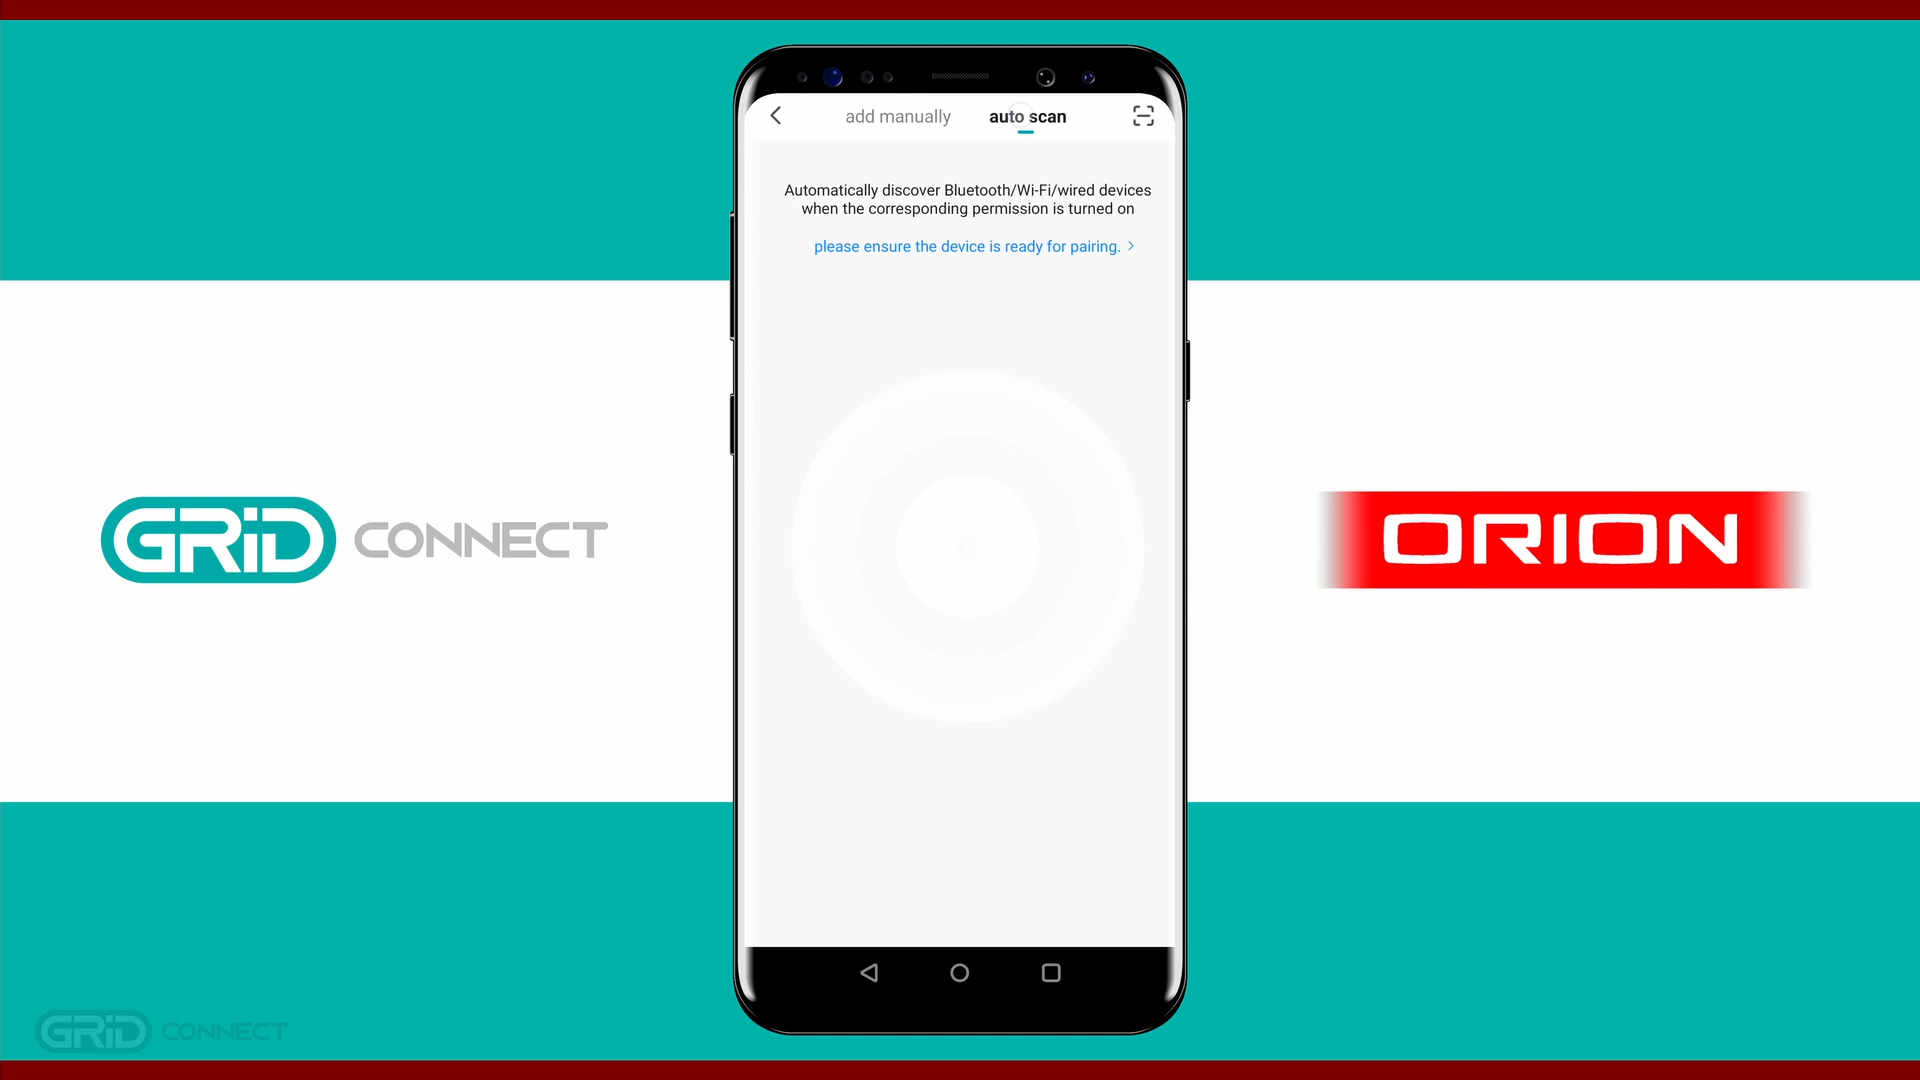 add manually
auto scan
Automatically discover Bluetooth/Wi-Fi/wired devices
when the corresponding permission is turned on
please ensure the device is ready for pairing. >
GRiD CONNECT
ORION
GRiD CONNECT